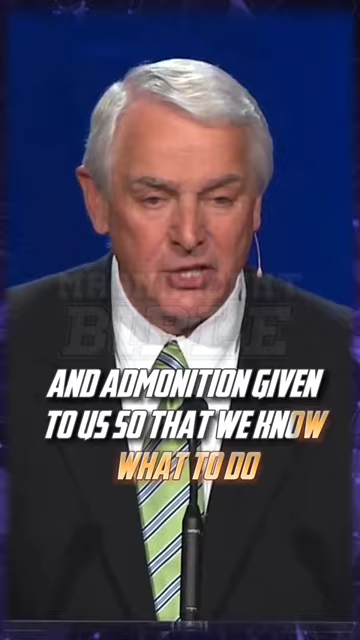 AND ADMONITION GIVEN
TO US SO THAT WE KNOW
WHAT TO DO